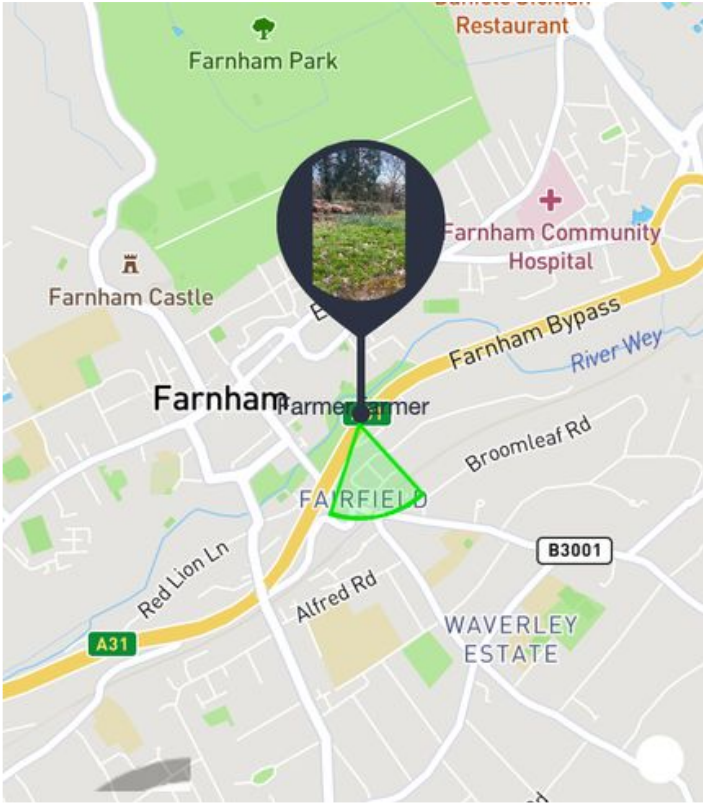 Restaurant
Farnham Park
Farnham Community
Hospital
Farnham Castle
Farnham Bypass
River Wey
Farnham
Farmer Farmer
Broomleaf Rd
FAIRFIELD
B3001
Red Lion Ln
Alfred Rd
WAVERLEY
ESTATE
A31